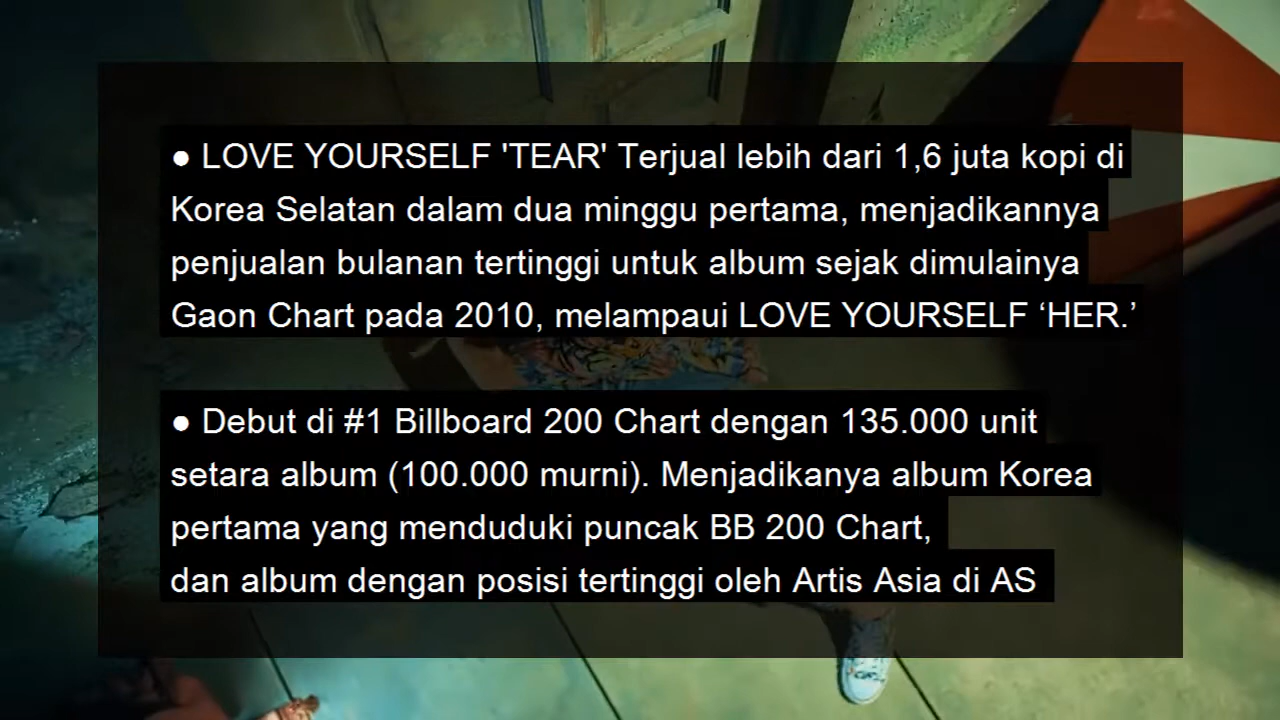 ● LOVE YOURSELF 'TEAR' Terjual lebih dari 1,6 juta kopi di
Korea Selatan dalam dua minggu pertama, menjadikannya
penjualan bulanan tertinggi untuk album sejak dimulainya
Gaon Chart pada 2010, melampaui LOVE YOURSELF ‘HER.’
● Debut di #1 Billboard 200 Chart dengan 135.000 unit
setara album (100.000 murni). Menjadikanya album Korea
pertama yang menduduki puncak BB 200 Chart,
dan album dengan posisi tertinggi oleh Artis Asia di AS